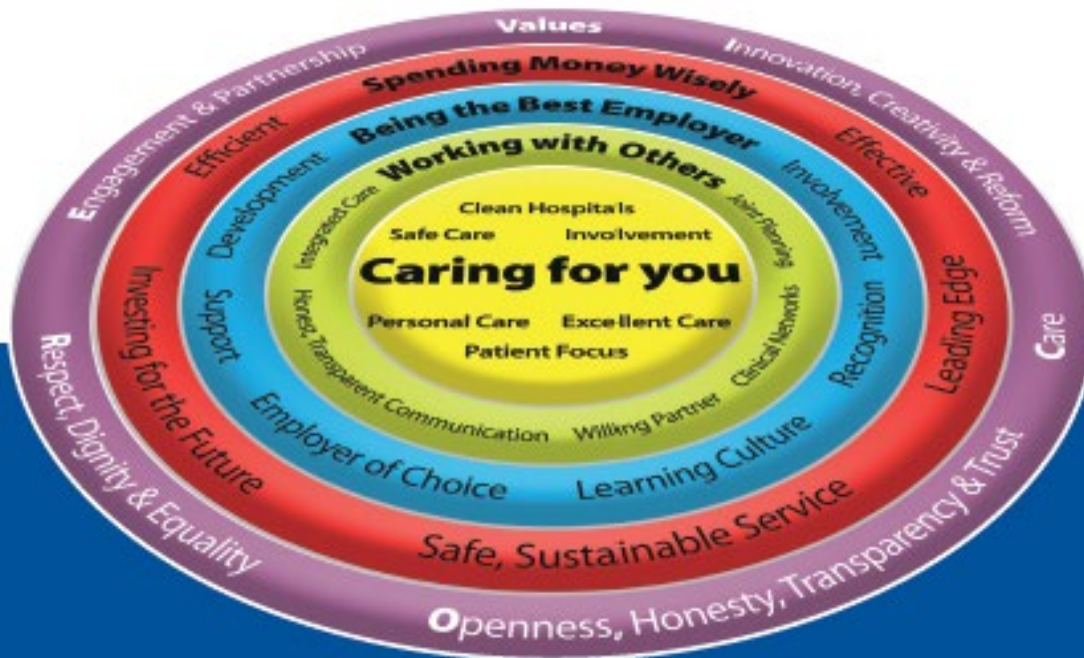 Values
Innovation, Creativity & Reform
Care
Openness, Honesty, Transparency & Trust
Respect, Dignity & Equality
Engagement & Partnership
Spending Money Wisely
Effective
Leading Edge
Safe, Sustainable Service
Investing for the Future
Efficient
Being the Best Employer
Involvement
Recognition
Learning Culture
Employer of Choice
Support
Development
Working with Others
Joint Planning
Clinical Networks
Willing Partner
Honest, Transparent Communication
Integrated Care
Clean Hospitals
Safe Care Involvement
Caring for you
Personal Care Excellent Care
Patient Focus